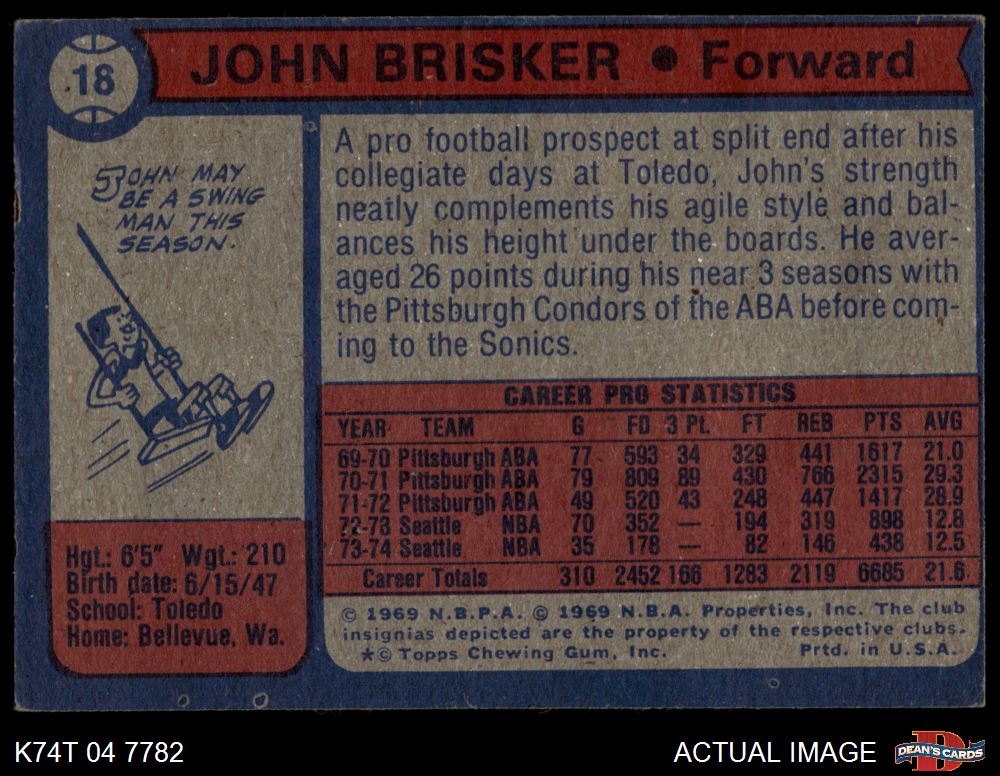 18
JOHN BRISKER • Forward
JOHN MAY
BE A SWING
MAN THIS
SEASON.
A pro football prospect at split end after his
collegiate days at Toledo, John's strength
neatly complements his agile style and bal-
ances his height under the boards. He aver-
aged 26 points during his near 3 seasons with
the Pittsburgh Condors of the ABA before com-
ing to the Sonics.
CAREER PRO STATISTICS
YEAR TEAM G FD 3 Pt. FT REB PTS AVG
69-70 Pittsburgh ABA 77 593 34 329 441 1617 21.0
70-71 Pittsburgh ABA 79 809 89 430 766 2315 29.3
71-72 Pittsburgh ABA 49 520 43 248 447 1417 28.9
72-73 Seattle NBA 70 352 — 194 319 898 12.8
73-74 Seattle NBA 35 178 — 82 146 438 12.5
Career Totals 310 2452 166 1283 2119 6685 21.6
Hgt.: 6'5" Wgt.: 210
Birth date: 6/15/47
School: Toledo
Home: Bellevue, Wa.
© 1969 N.B.P.A. © 1969 N.B.A. Properties, Inc. The club
insignias depicted are the property of the respective clubs.
★© Topps Chewing Gum, Inc. Prtd. in U.S.A.
K74T 04 7782
ACTUAL IMAGE
DEAN'S CARDS